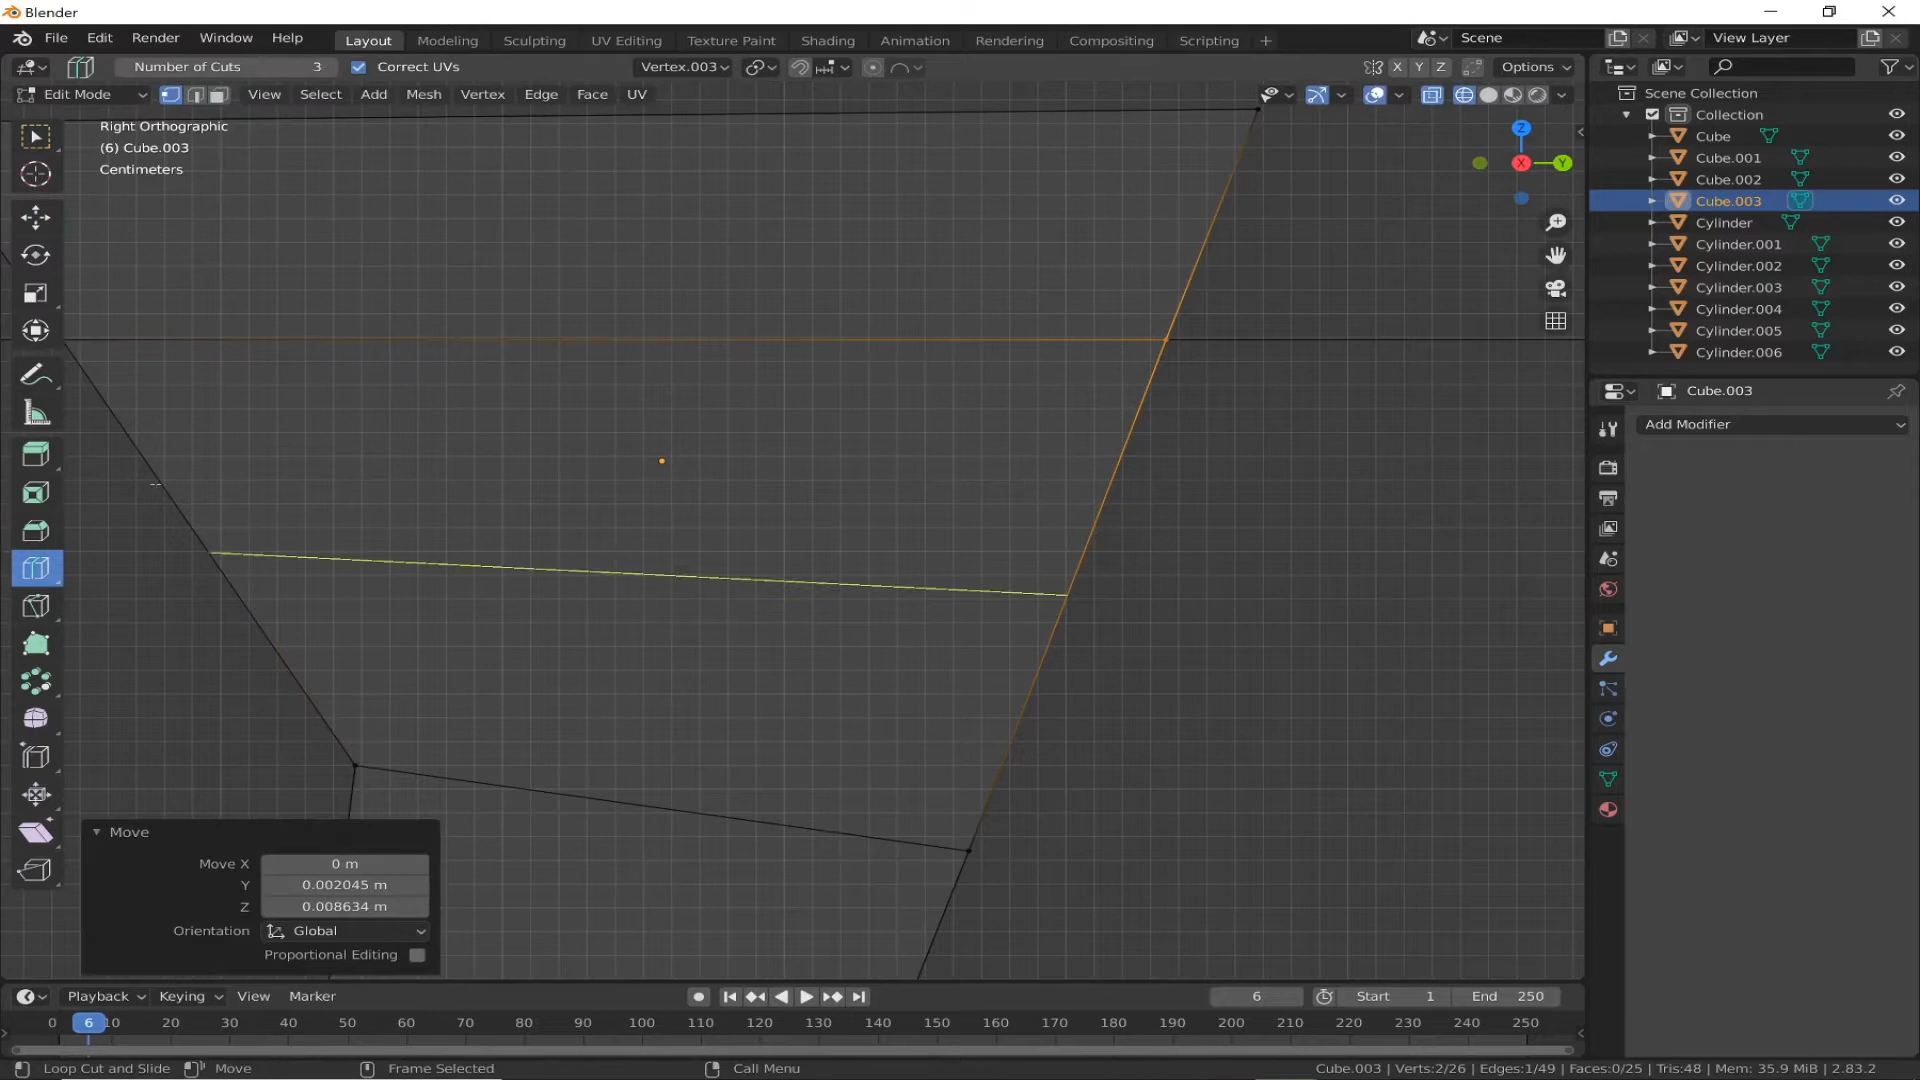 Blender
File Edit Render Window Help Layout Modeling Sculpting UV Editing Texture Paint Shading Animation Rendering Compositing Scripting + Scene View Layer
Number of Cuts 3 Correct UVs Vertex.003 X Y Z Options
Edit Mode View Select Add Mesh Vertex Edge Face UV
Right Orthographic
(6) Cube.003
Centimeters
Z
X
Y
Scene Collection
Collection
Cube
Cube.001
Cube.002
Cube.003
Cylinder
Cylinder.001
Cylinder.002
Cylinder.003
Cylinder.004
Cylinder.005
Cylinder.006
Cube.003
Add Modifier
Move
Move X 0 m
Y 0.002045 m
Z 0.008634 m
Orientation Global
Proportional Editing
Playback Keying View Marker 6 Start 1 End 250
0 6 10 20 30 40 50 60 70 80 90 100 110 120 130 140 150 160 170 180 190 200 210 220 230 240 250
Loop Cut and Slide Move Frame Selected Call Menu Cube.003 | Verts:2/26 | Edges:1/49 | Faces:0/25 | Tris:48 | Mem: 35.9 MiB | 2.83.2